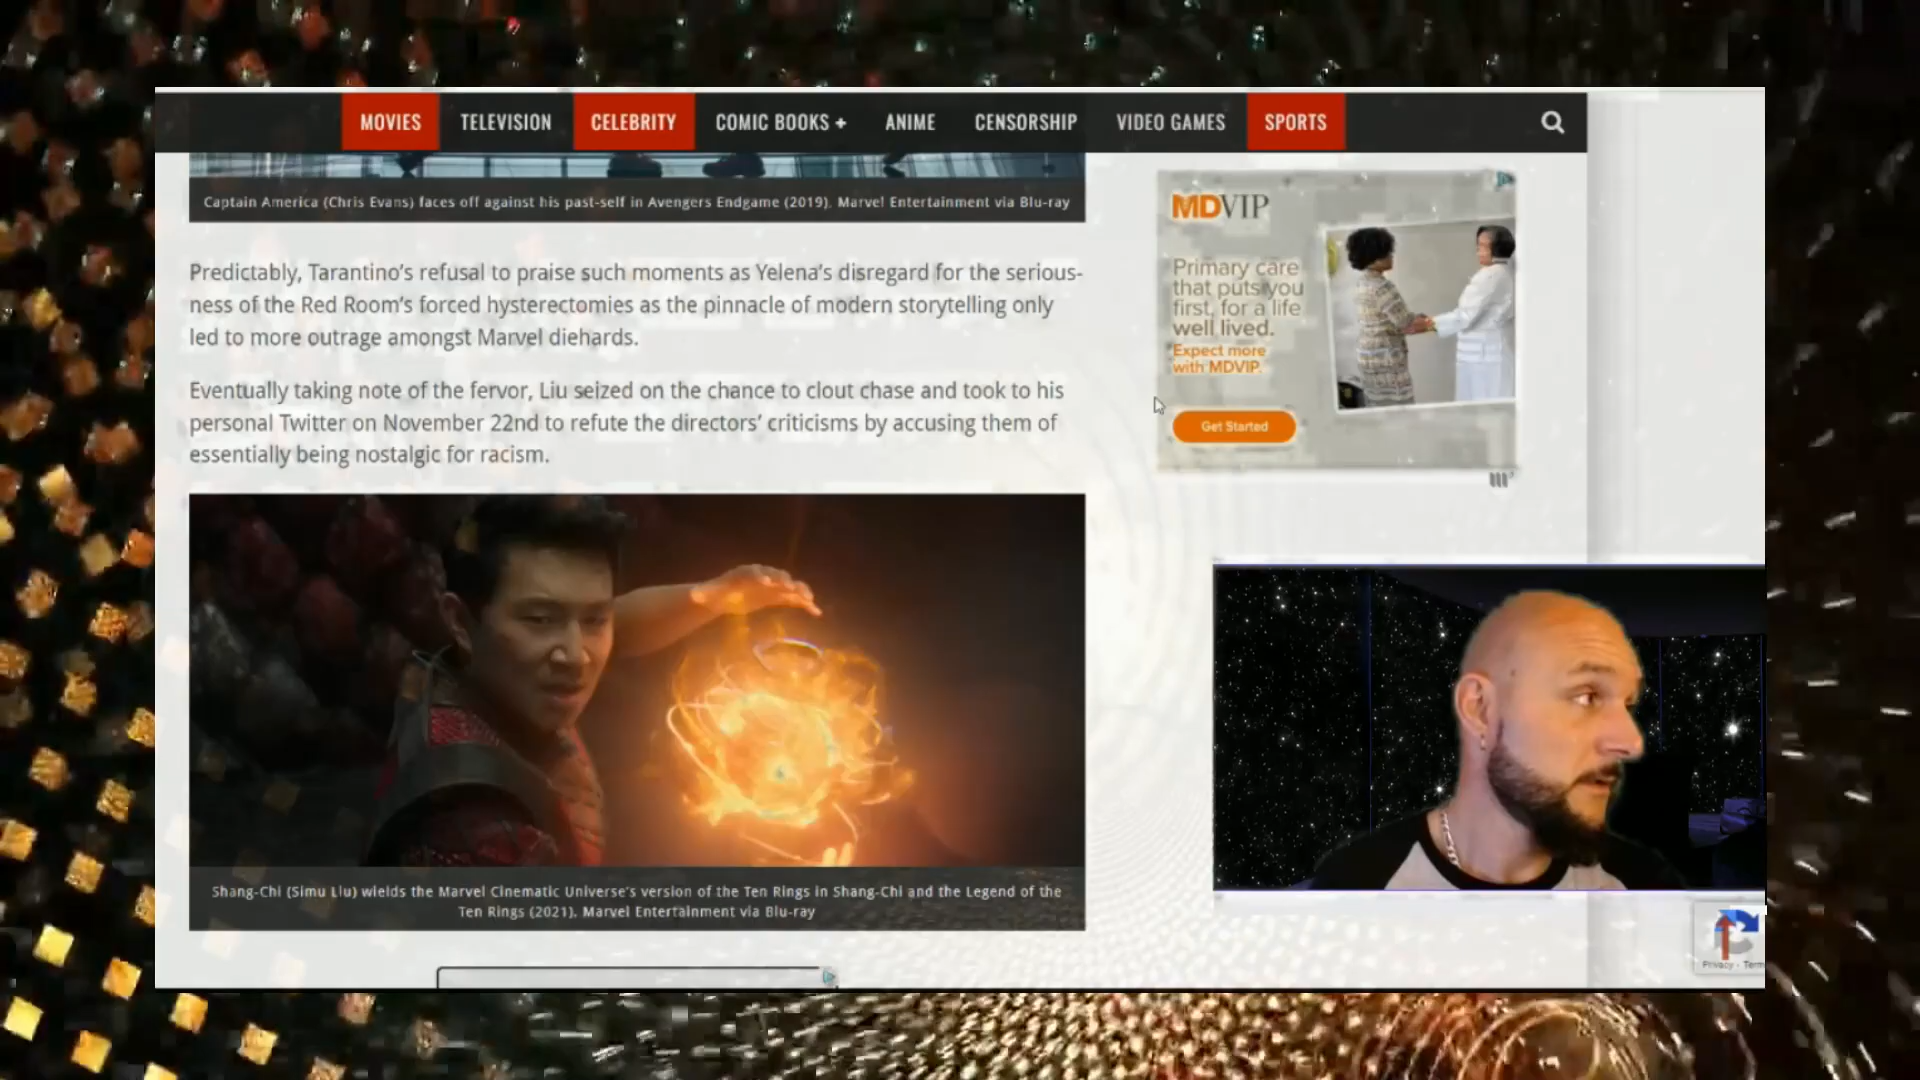 MOVIES TELEVISION CELEBRITY COMIC BOOKS + ANIME CENSORSHIP VIDEO GAMES SPORTS
Captain America (Chris Evans) faces off against his past-self in Avengers Endgame (2019), Marvel Entertainment via Blu-ray
Predictably, Tarantino's refusal to praise such moments as Yelena's disregard for the serious-
ness of the Red Room's forced hysterectomies as the pinnacle of modern storytelling only
led to more outrage amongst Marvel diehards.
Eventually taking note of the fervor, Liu seized on the chance to clout chase and took to his
personal Twitter on November 22nd to refute the directors' criticisms by accusing them of
essentially being nostalgic for racism.
Shang-Chi (Simu Liu) wields the Marvel Cinematic Universe's version of the Ten Rings in Shang-Chi and the Legend of the
Ten Rings (2021), Marvel Entertainment via Blu-ray
MDVIP
Primary care
that puts you
first, for a life
well lived.
Expect more
with MDVIP.
Get Started
Privacy - Term